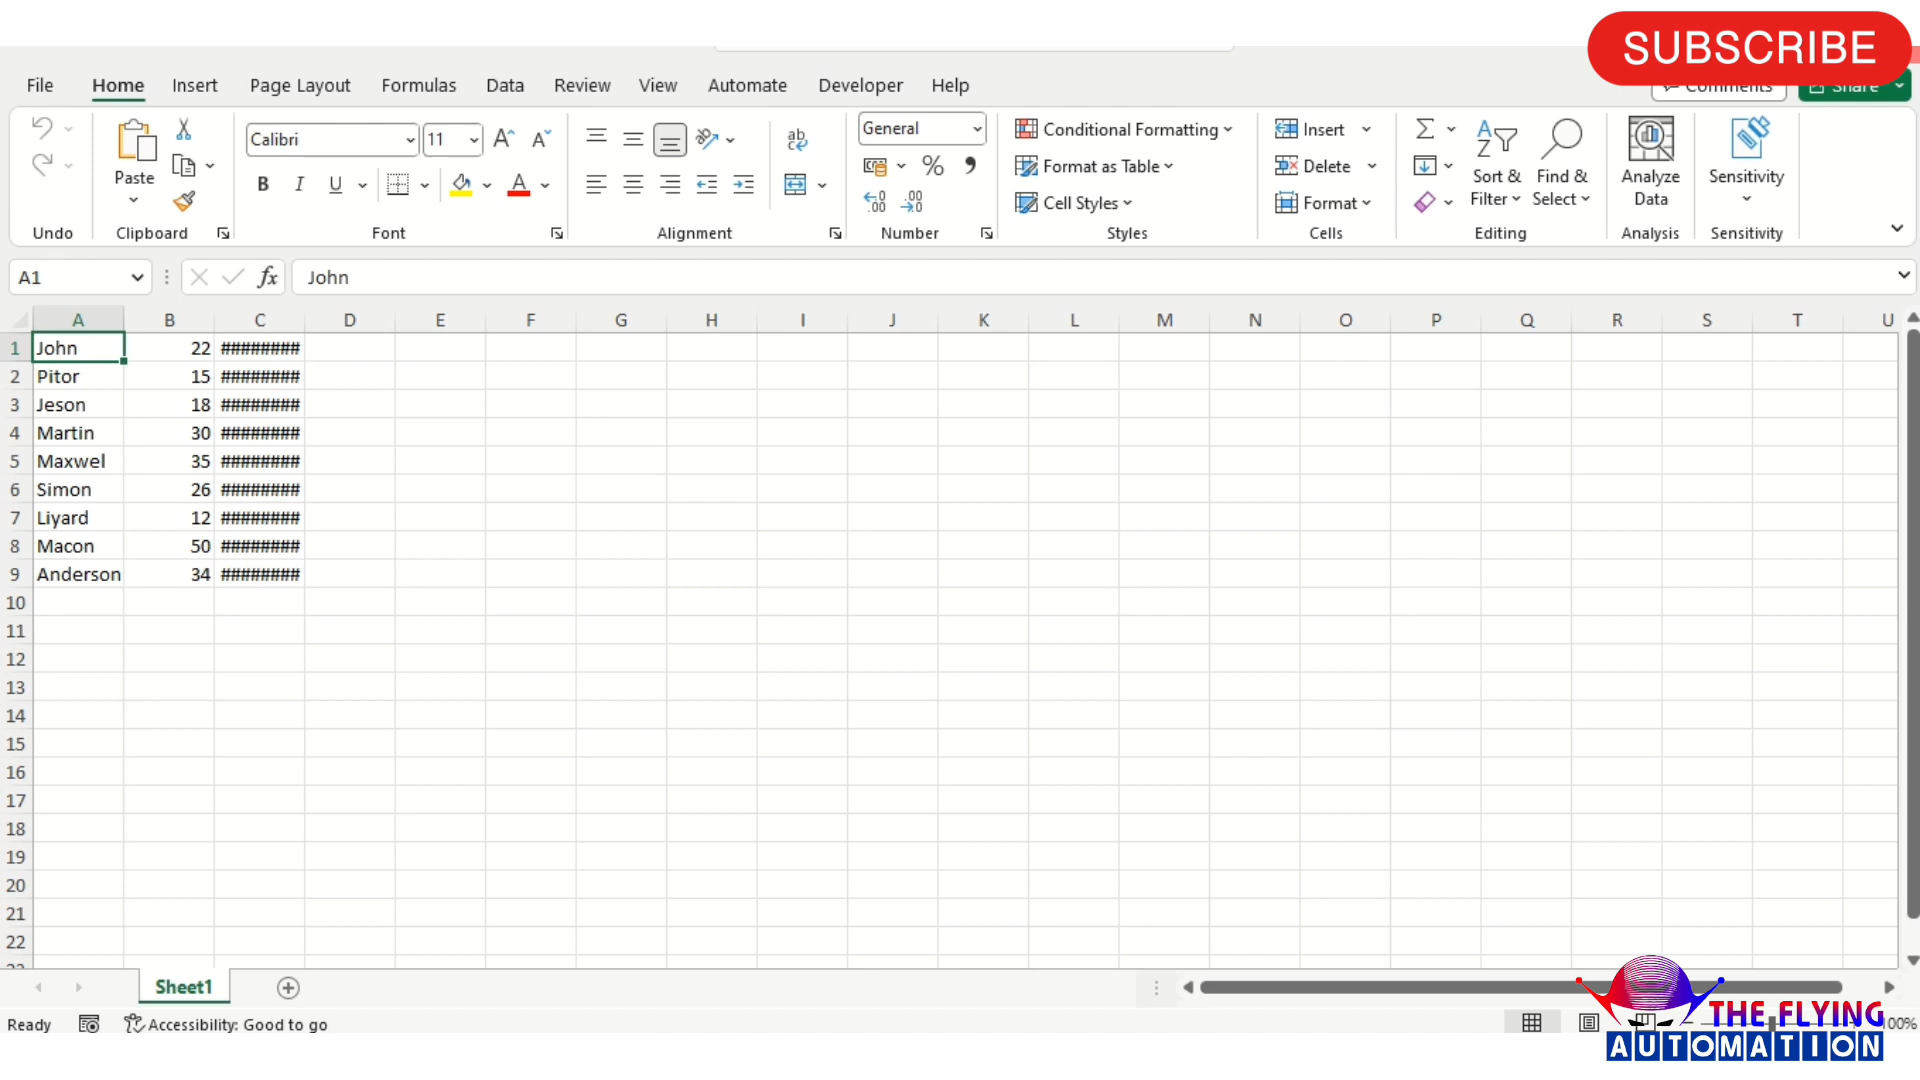 SUBSCRIBE
File Home Insert Page Layout Formulas Data Review View Automate Developer Help Comments Share
Calibri 11 General Conditional Formatting Insert
Paste % Format as Table Delete Sort & Filter Find & Select Analyze Data Sensitivity
B I U A Cell Styles Format
Undo Clipboard Font Alignment Number Styles Cells Editing Analysis Sensitivity
A1 fx John
A B C D E F G H I J K L M N O P Q R S T U
1 John 22 ########
2 Pitor 15 ########
3 Jeson 18 ########
4 Martin 30 ########
5 Maxwel 35 ########
6 Simon 26 ########
7 Liyard 12 ########
8 Macon 50 ########
9 Anderson 34 ########
10
11
12
13
14
15
16
17
18
19
20
21
22
Sheet1
Ready Accessibility: Good to go 100%
THE FLYING
AUTOMATION